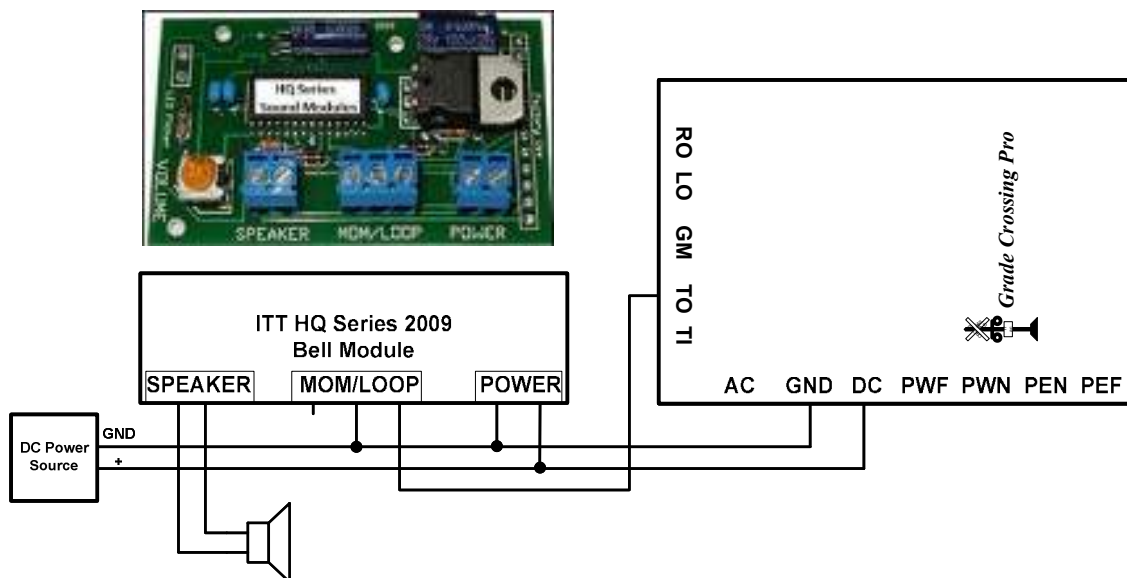 HQ Series
Sound Modules
VOLUME
SPEAKER MOM/LOOP POWER
ITT HQ Series 2009
Bell Module
SPEAKER MOM/LOOP POWER
DC Power
Source
GND
+
RO LO GM TO TI
Grade Crossing Pro
AC GND DC PWF PWN PEN PEF